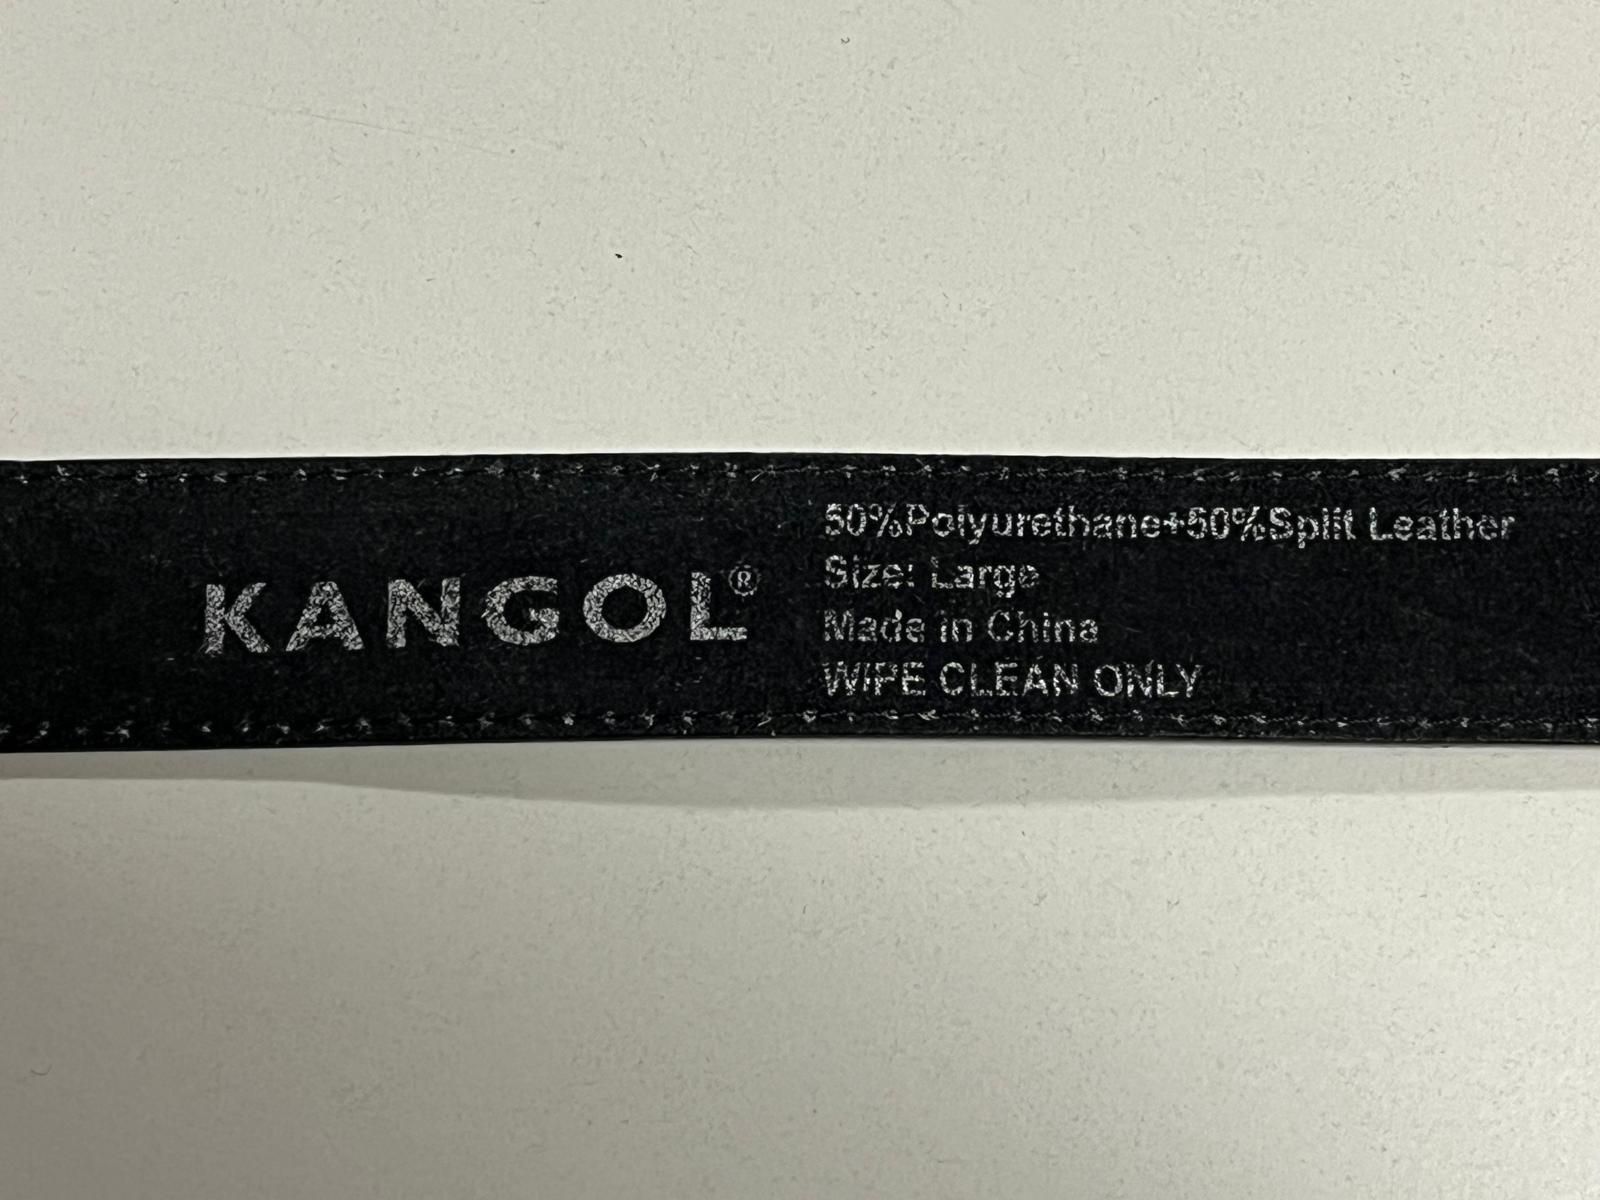 KANGOL®
50%Polyurethane+50%Split Leather
Size: Large
Made in China
WIPE CLEAN ONLY